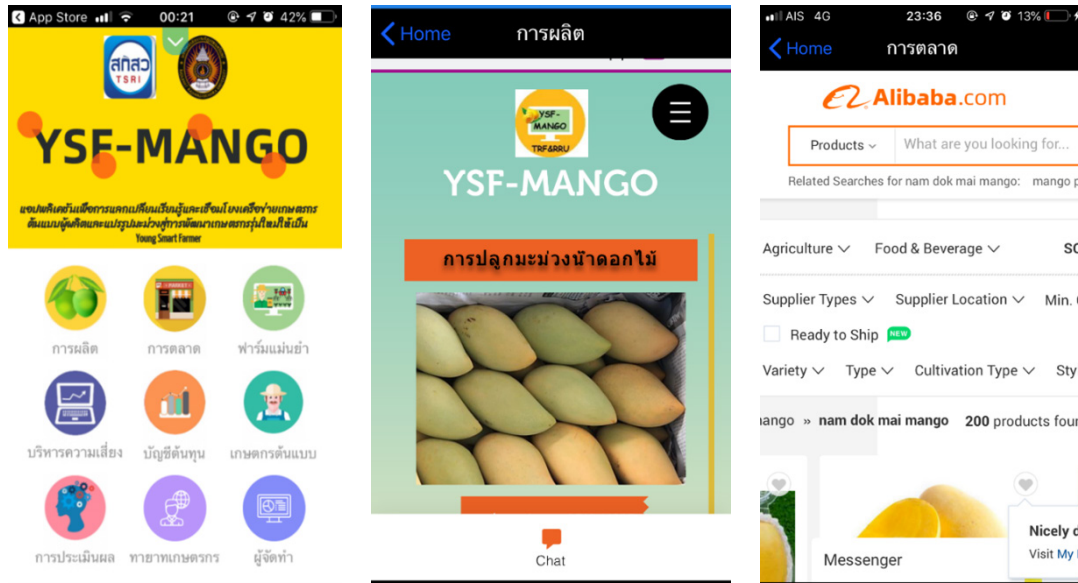 App Store 00:21 42%
สกสว
TSRI
YSF-MANGO
แอปพลิเคชันเพื่อการแลกเปลี่ยนเรียนรู้และเชื่อมโยงเครือข่ายเกษตรกร
ต้นแบบผู้ผลิตและแปรรูปมะม่วงสู่การพัฒนาเกษตรกรรุ่นใหม่ให้เป็น
Young Smart Farmer
การผลิต การตลาด ฟาร์มแม่นยำ
บริหารความเสี่ยง บัญชีต้นทุน เกษตกรต้นแบบ
การประเมินผล ทายาทเกษตรกร ผู้จัดทำ
Home การผลิต
YSF-
MANGO
TRF&RRU
YSF-MANGO
การปลูกมะม่วงน้ำดอกไม้
Chat
AIS 4G 23:36 13%
Home การตลาด
Alibaba.com
Products What are you looking for...
Related Searches for nam dok mai mango: mango p
Agriculture Food & Beverage SO
Supplier Types Supplier Location Min.
Ready to Ship NEW
Variety Type Cultivation Type Sty
ango » nam dok mai mango 200 products foun
Nicely d
Messenger Visit My